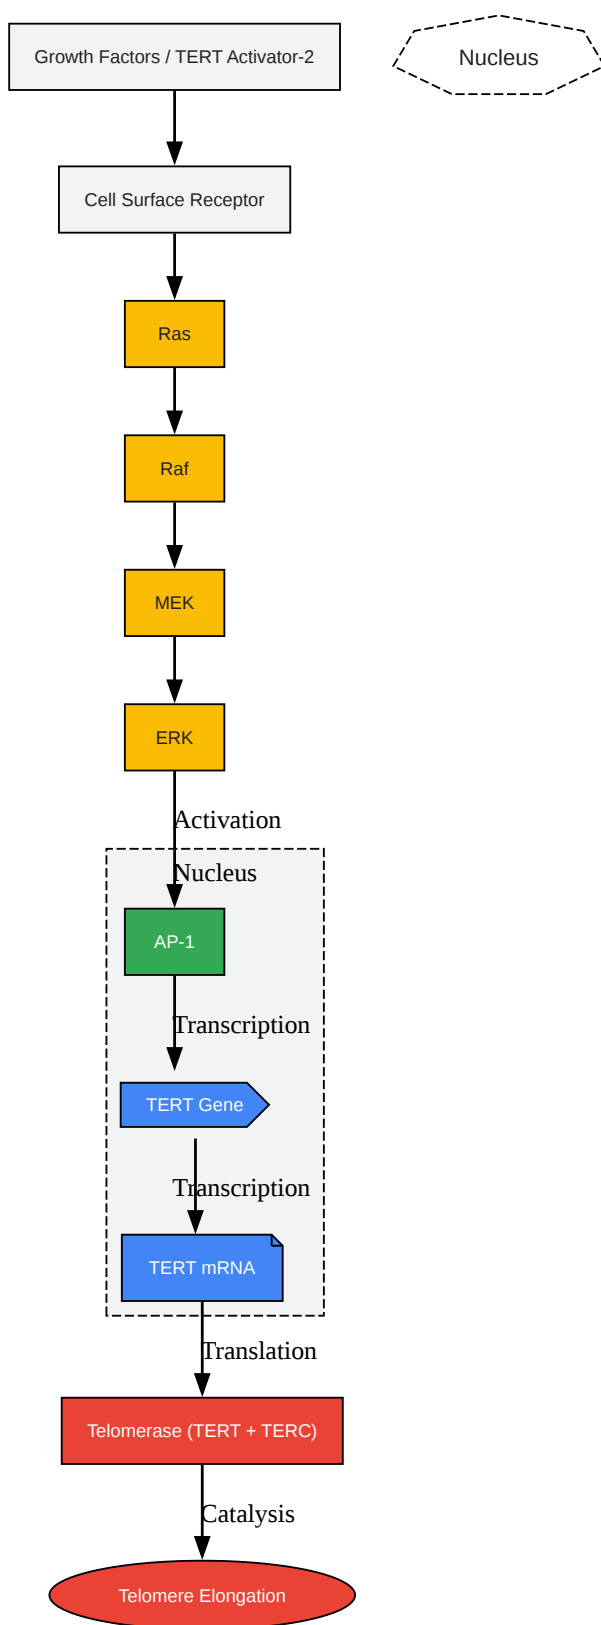 Growth Factors / TERT Activator-2
Nucleus
Cell Surface Receptor
Ras
Raf
MEK
ERK
Activation
Nucleus
AP-1
Transcription
TERT Gene
Transcription
TERT mRNA
Translation
Telomerase (TERT + TERC)
Catalysis
Telomere Elongation